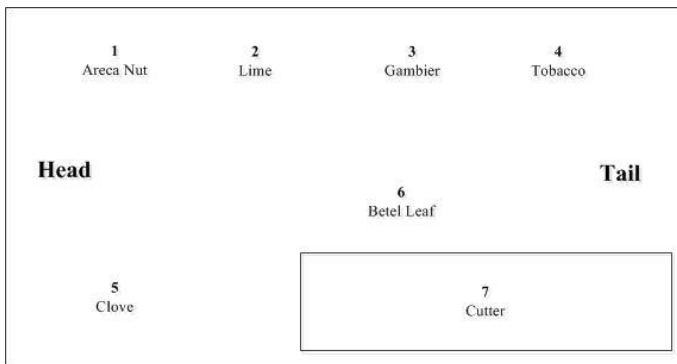 1 2 3 4
Areca Nut Lime Gambier Tobacco
Head Tail
6
Betel Leaf
5 7
Clove Cutter